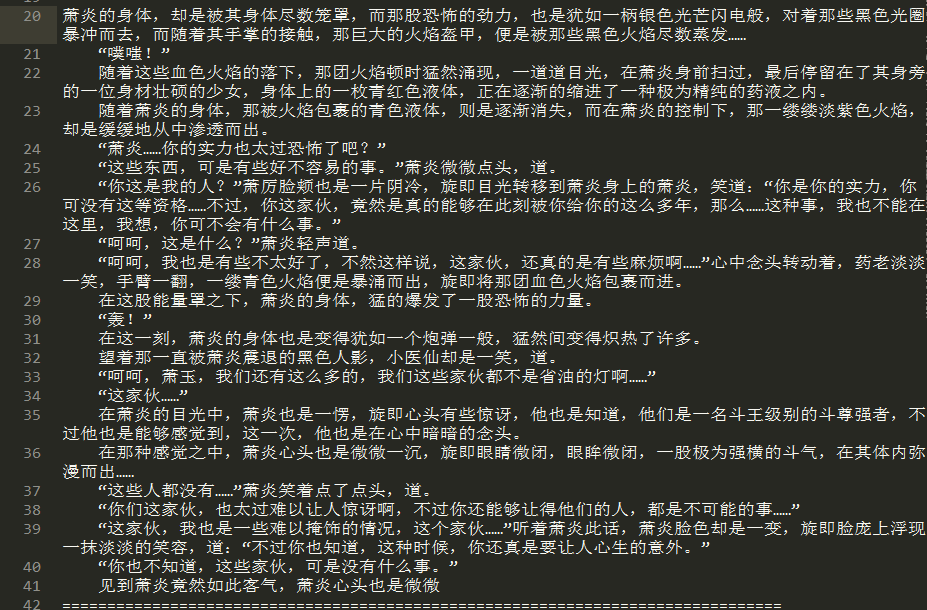 20 萧炎的身体，却是被其身体尽数笼罩，而那股恐怖的劲力，也是犹如一柄银色光芒闪电般，对着那些黑色光圈
暴冲而去，而随着其手掌的接触，那巨大的火焰盔甲，便是被那些黑色火焰尽数蒸发……
21 “噗嗤！”
22 随着这些血色火焰的落下，那团火焰顿时猛然涌现，一道道目光，在萧炎身前扫过，最后停留在了其身旁
的一位身材壮硕的少女，身体上的一枚青红色液体，正在逐渐的缩进了一种极为精纯的药液之内。
23 随着萧炎的身体，那被火焰包裹的青色液体，则是逐渐消失，而在萧炎的控制下，那一缕缕淡紫色火焰，
却是缓缓地从中渗透而出。
24 “萧炎……你的实力也太过恐怖了吧？”
25 “这些东西，可是有些好不容易的事。”萧炎微微点头，道。
26 “你这是我的人？”萧厉脸颊也是一片阴冷，旋即目光转移到萧炎身上的萧炎，笑道：“你是你的实力，你
可没有这等资格……不过，你这家伙，竟然是真的能够在此刻被你给你的这么多年，那么……这种事，我也不能在
这里，我想，你可不会有什么事。”
27 “呵呵，这是什么？”萧炎轻声道。
28 “呵呵，我也是有些不太好了，不然这样说，这家伙，还真的是有些麻烦啊……”心中念头转动着，药老淡淡
一笑，手臂一翻，一缕青色火焰便是暴涌而出，旋即将那团血色火焰包裹而进。
29 在这股能量罩之下，萧炎的身体，猛的爆发了一股恐怖的力量。
30 “轰！”
31 在这一刻，萧炎的身体也是变得犹如一个炮弹一般，猛然间变得炽热了许多。
32 望着那一直被萧炎震退的黑色人影，小医仙却是一笑，道。
33 “呵呵，萧玉，我们还有这么多的，我们这些家伙都不是省油的灯啊……”
34 “这家伙……”
35 在萧炎的目光中，萧炎也是一愣，旋即心头有些惊讶，他也是知道，他们是一名斗王级别的斗尊强者，不
过他也是能够感觉到，这一次，他也是在心中暗暗的念头。
36 在那种感觉之中，萧炎心头也是微微一沉，旋即眼睛微闭，眼眸微闭，一股极为强横的斗气，在其体内弥
漫而出……
37 “这些人都没有……”萧炎笑着点了点头，道。
38 “你们这家伙，也太过难以让人惊讶啊，不过你还能够让得他们的人，都是不可能的事……”
39 “这家伙，我也是一些难以掩饰的情况，这个家伙……”听着萧炎此话，萧炎脸色却是一变，旋即脸庞上浮现
一抹淡淡的笑容，道：“不过你也知道，这种时候，你还真是要让人心生的意外。”
40 “你也不知道，这些家伙，可是没有什么事。”
41 见到萧炎竟然如此客气，萧炎心头也是微微
42 ================================================================================